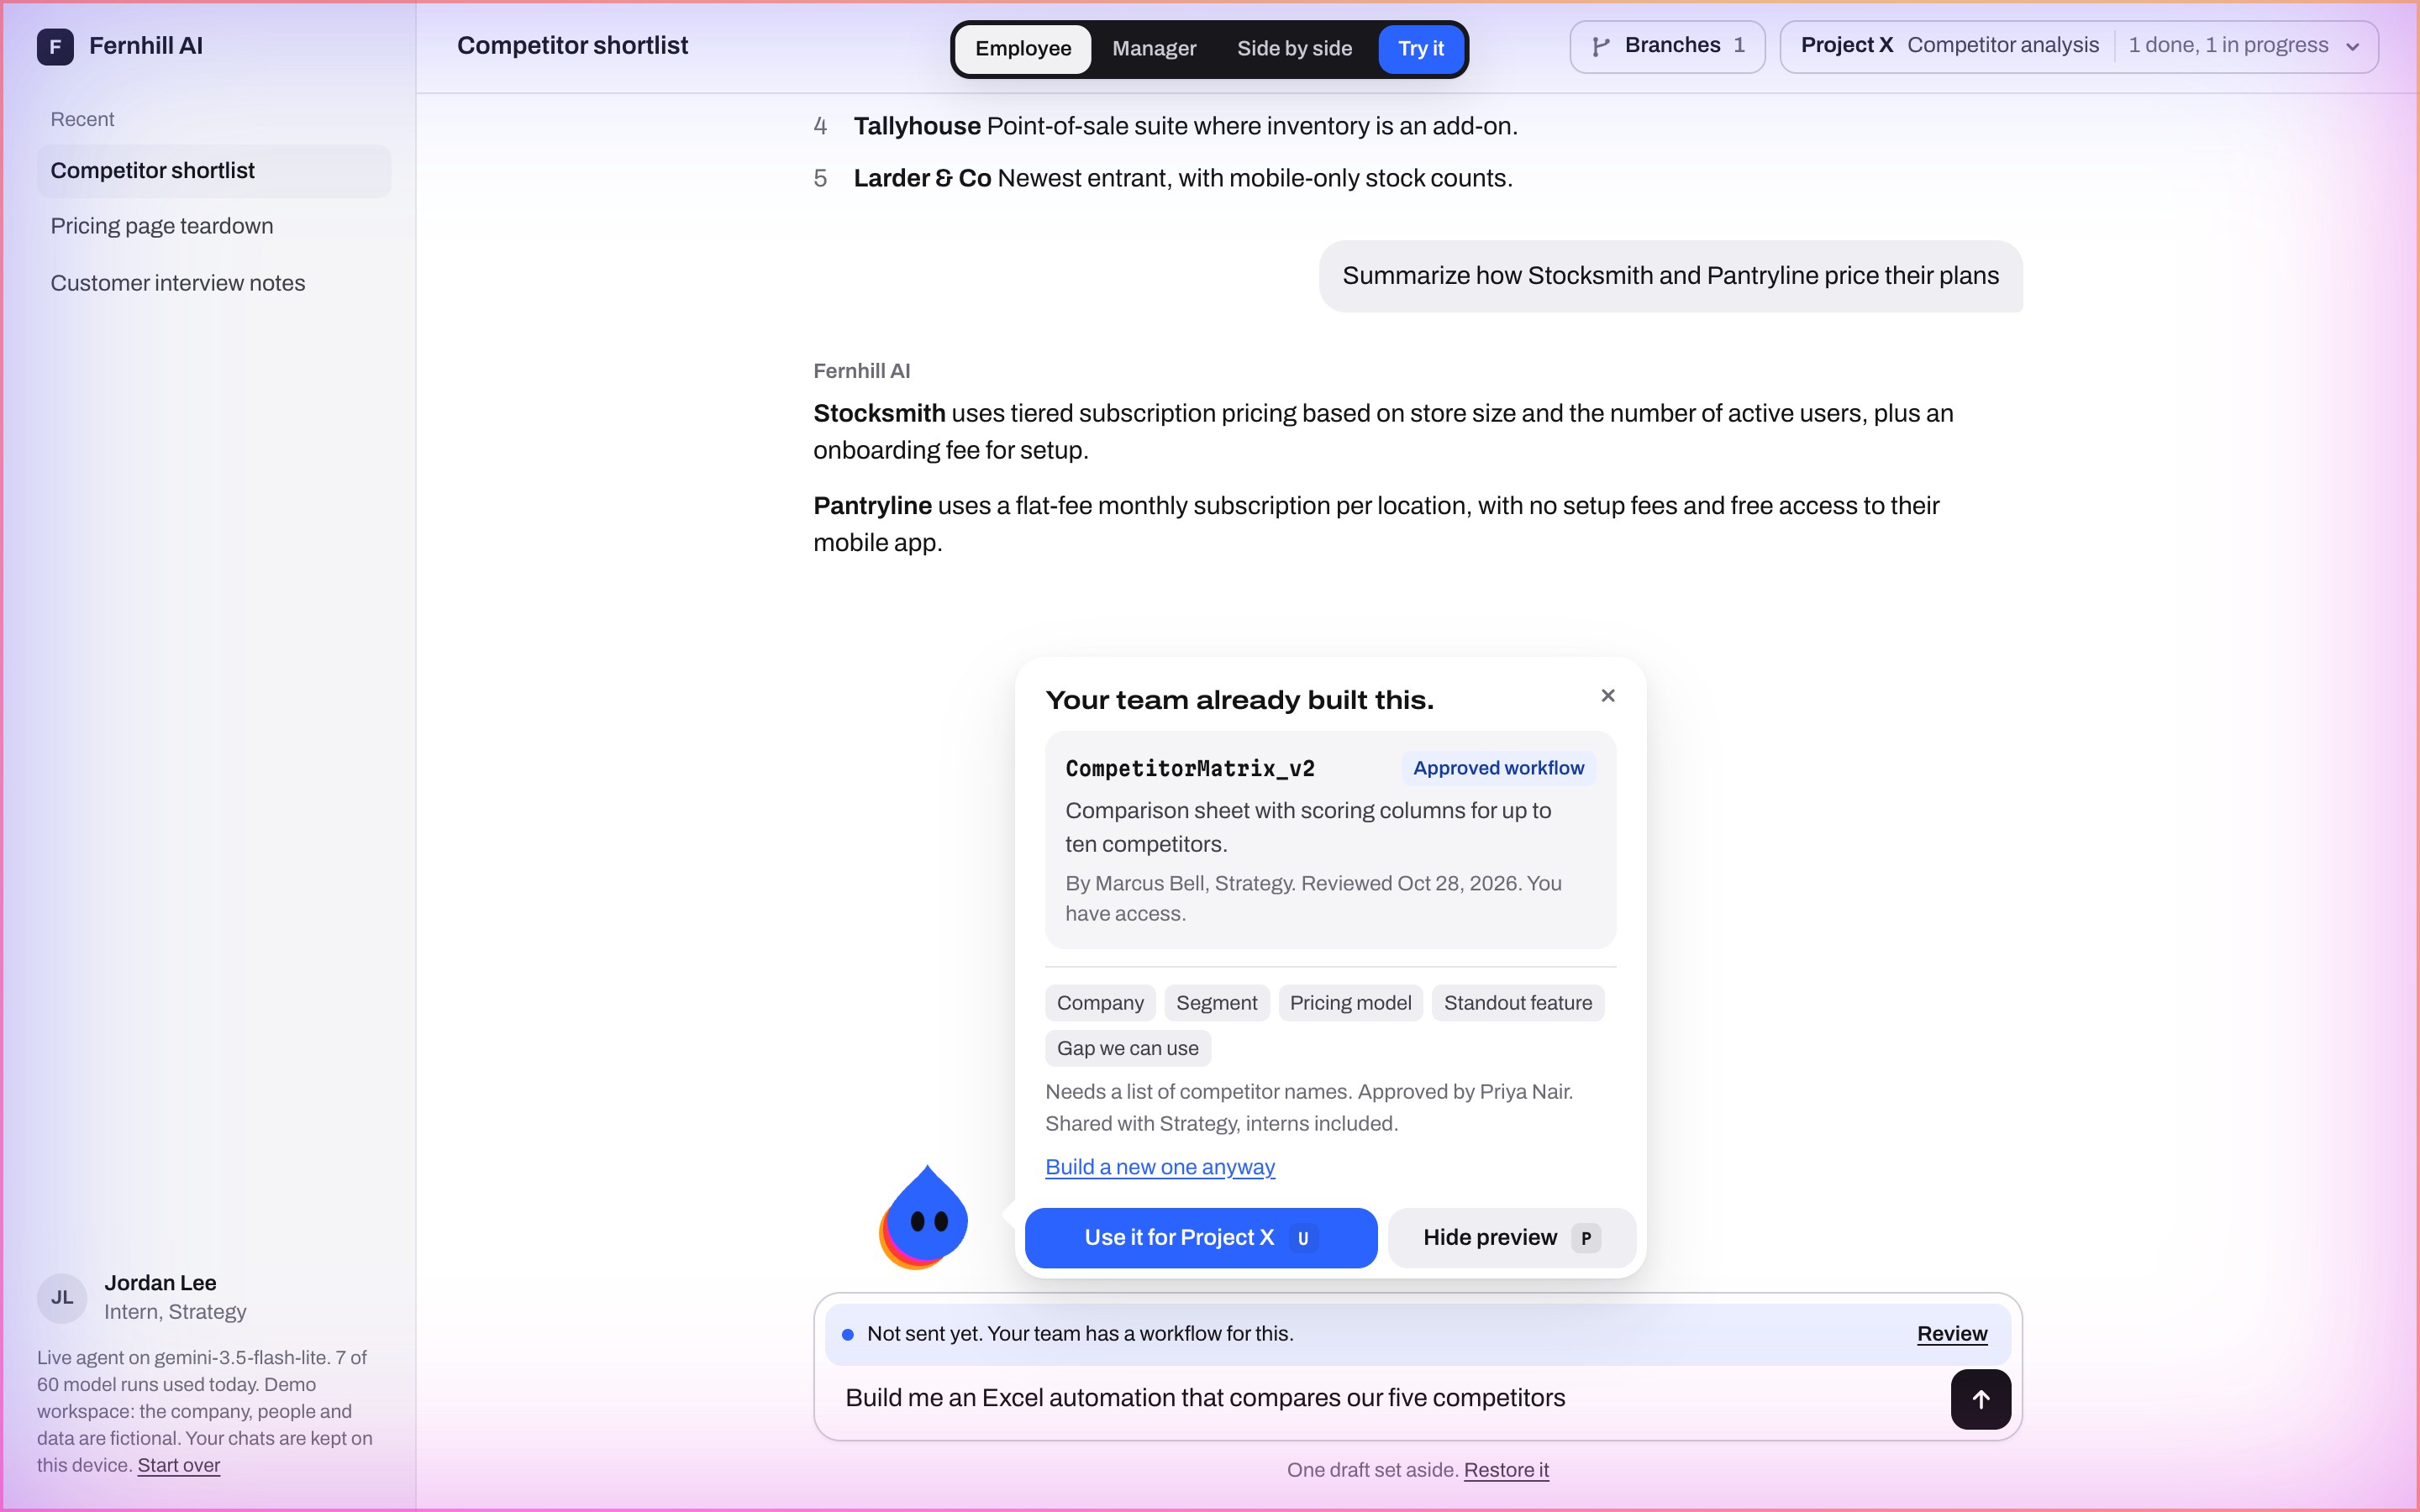 F Fernhill AI
Recent
Competitor shortlist
Pricing page teardown
Customer interview notes
JL
Jordan Lee
Intern, Strategy
Live agent on gemini-3.5-flash-lite. 7 of
60 model runs used today. Demo
workspace: the company, people and
data are fictional. Your chats are kept on
this device. Start over
Competitor shortlist
Employee Manager Side by side Try it
Branches 1
Project X Competitor analysis 1 done, 1 in progress
4 Tallyhouse Point-of-sale suite where inventory is an add-on.
5 Larder & Co Newest entrant, with mobile-only stock counts.
Summarize how Stocksmith and Pantryline price their plans
Fernhill AI
Stocksmith uses tiered subscription pricing based on store size and the number of active users, plus an
onboarding fee for setup.
Pantryline uses a flat-fee monthly subscription per location, with no setup fees and free access to their
mobile app.
Your team already built this.
CompetitorMatrix_v2 Approved workflow
Comparison sheet with scoring columns for up to
ten competitors.
By Marcus Bell, Strategy. Reviewed Oct 28, 2026. You
have access.
Company Segment Pricing model Standout feature
Gap we can use
Needs a list of competitor names. Approved by Priya Nair.
Shared with Strategy, interns included.
Build a new one anyway
Use it for Project X U Hide preview P
Not sent yet. Your team has a workflow for this. Review
Build me an Excel automation that compares our five competitors
One draft set aside. Restore it